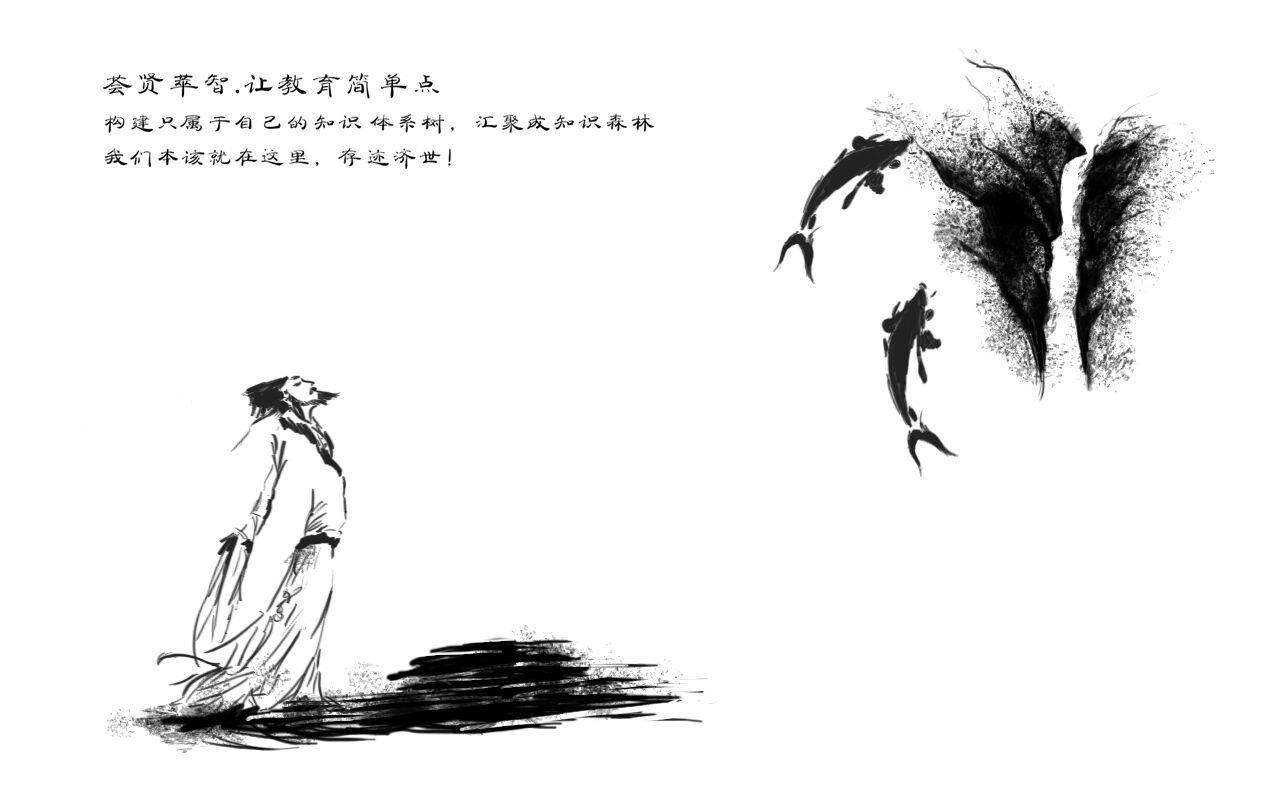 荟贤萃智.让教育简单点
构建只属于自己的知识体系树，汇聚成知识森林
我们本该就在这里，存迹济世！